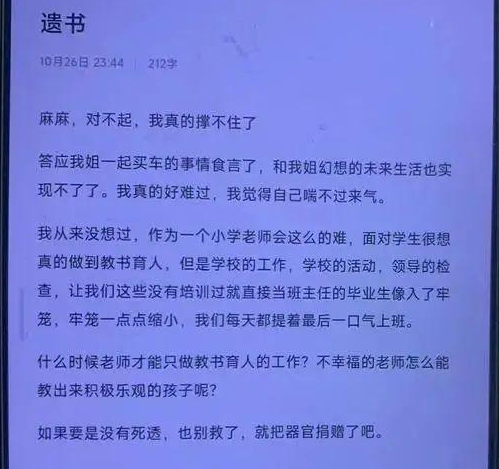 遗书
10月26日 23:44 | 212字
麻麻，对不起，我真的撑不住了
答应我姐一起买车的事情食言了，和我姐幻想的未来生活也实
现不了了。我真的好难过，我觉得自己喘不过来气。
我从来没想过，作为一个小学老师会这么的难，面对学生很想
真的做到教书育人，但是学校的工作，学校的活动，领导的检
查，让我们这些没有培训过就直接当班主任的毕业生像入了牢
笼，牢笼一点点缩小，我们每天都提着最后一口气上班。
什么时候老师才能只做教书育人的工作？不幸福的老师怎么能
教出来积极乐观的孩子呢？
如果要是没有死透，也别救了，就把器官捐赠了吧。